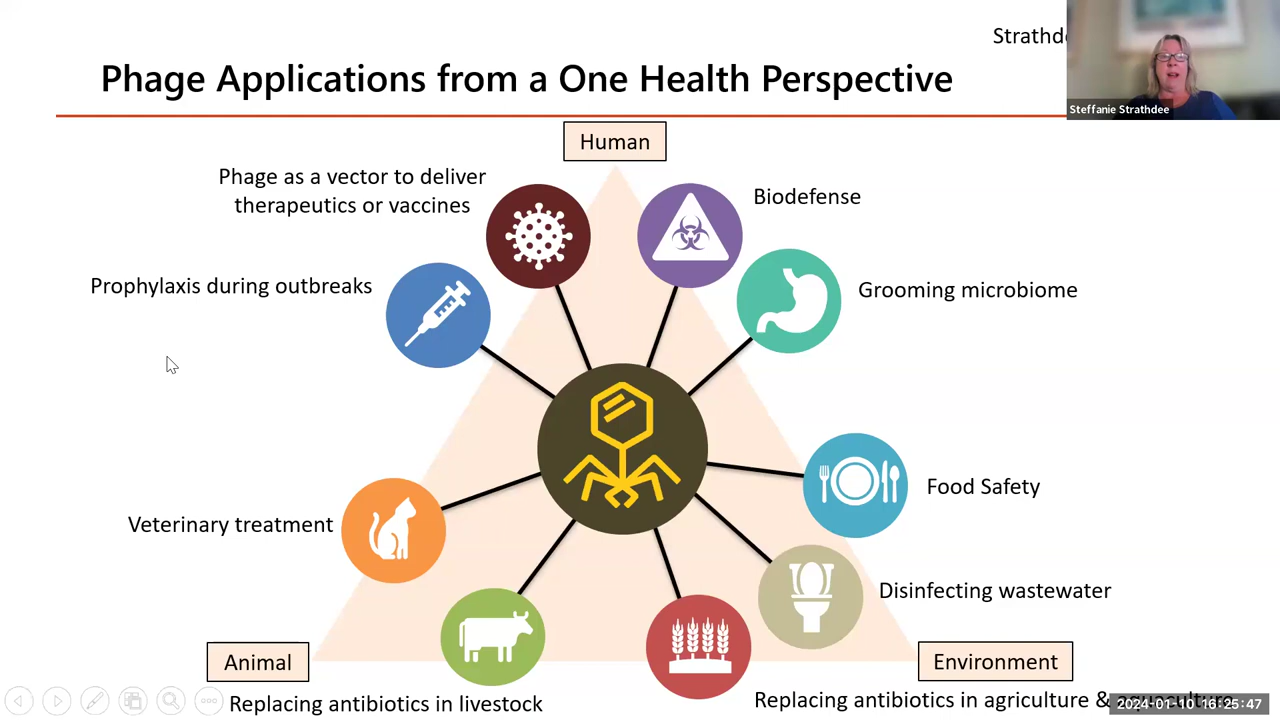 Strathd
Steffanie Strathdee
Phage Applications from a One Health Perspective
Human
Phage as a vector to deliver
therapeutics or vaccines
Biodefense
Prophylaxis during outbreaks
Grooming microbiome
Food Safety
Veterinary treatment
Disinfecting wastewater
Animal
Environment
Replacing antibiotics in livestock
Replacing antibiotics in agriculture & aquaculture
2024-01-10 16:25:47